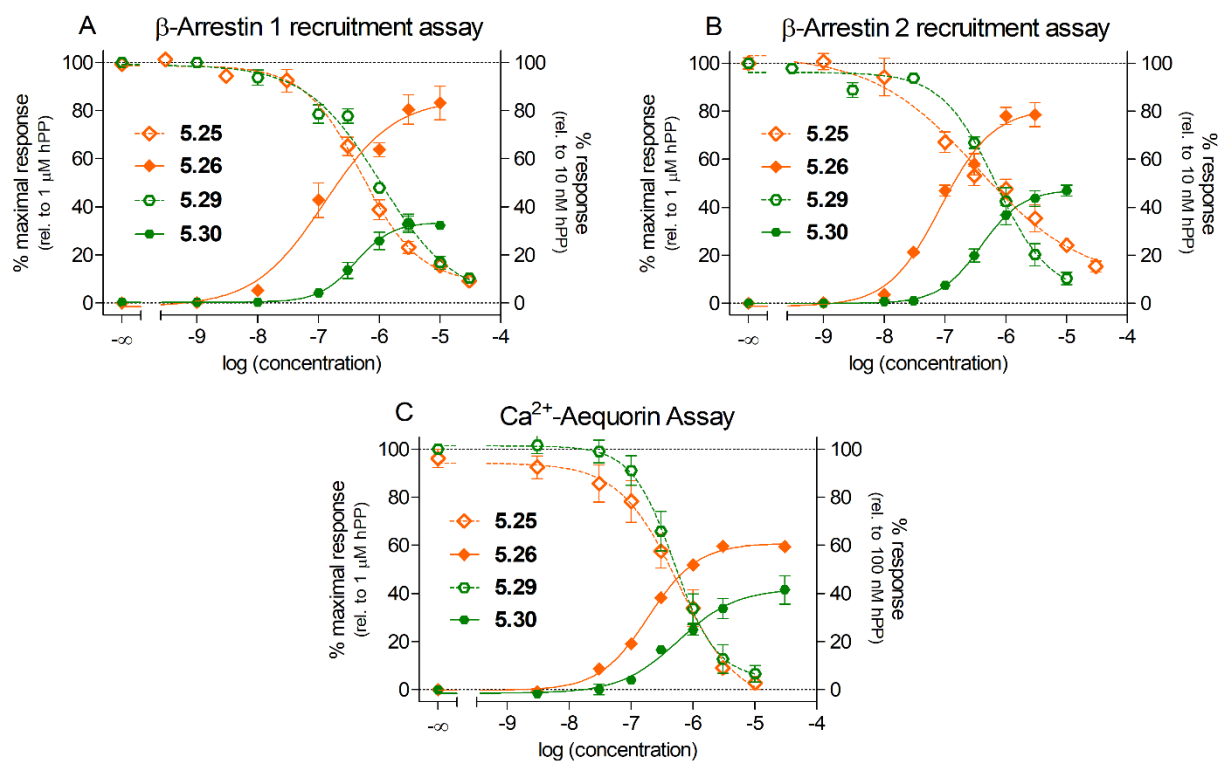 A
β-Arrestin 1 recruitment assay
% maximal response
(rel. to 1 µM hPP)
100
80
60
40
20
0
5.25
5.26
5.29
5.30
100
80
60
40
20
0
% response
(rel. to 10 nM hPP)
-∞ -9 -8 -7 -6 -5 -4
log (concentration)
B
β-Arrestin 2 recruitment assay
% maximal response
(rel. to 1 µM hPP)
100
80
60
40
20
0
5.25
5.26
5.29
5.30
100
80
60
40
20
0
% response
(rel. to 10 nM hPP)
-∞ -9 -8 -7 -6 -5 -4
log (concentration)
C
Ca2+-Aequorin Assay
% maximal response
(rel. to 1 µM hPP)
100
80
60
40
20
0
5.25
5.26
5.29
5.30
100
80
60
40
20
0
% response
(rel. to 100 nM hPP)
-∞ -9 -8 -7 -6 -5 -4
log (concentration)